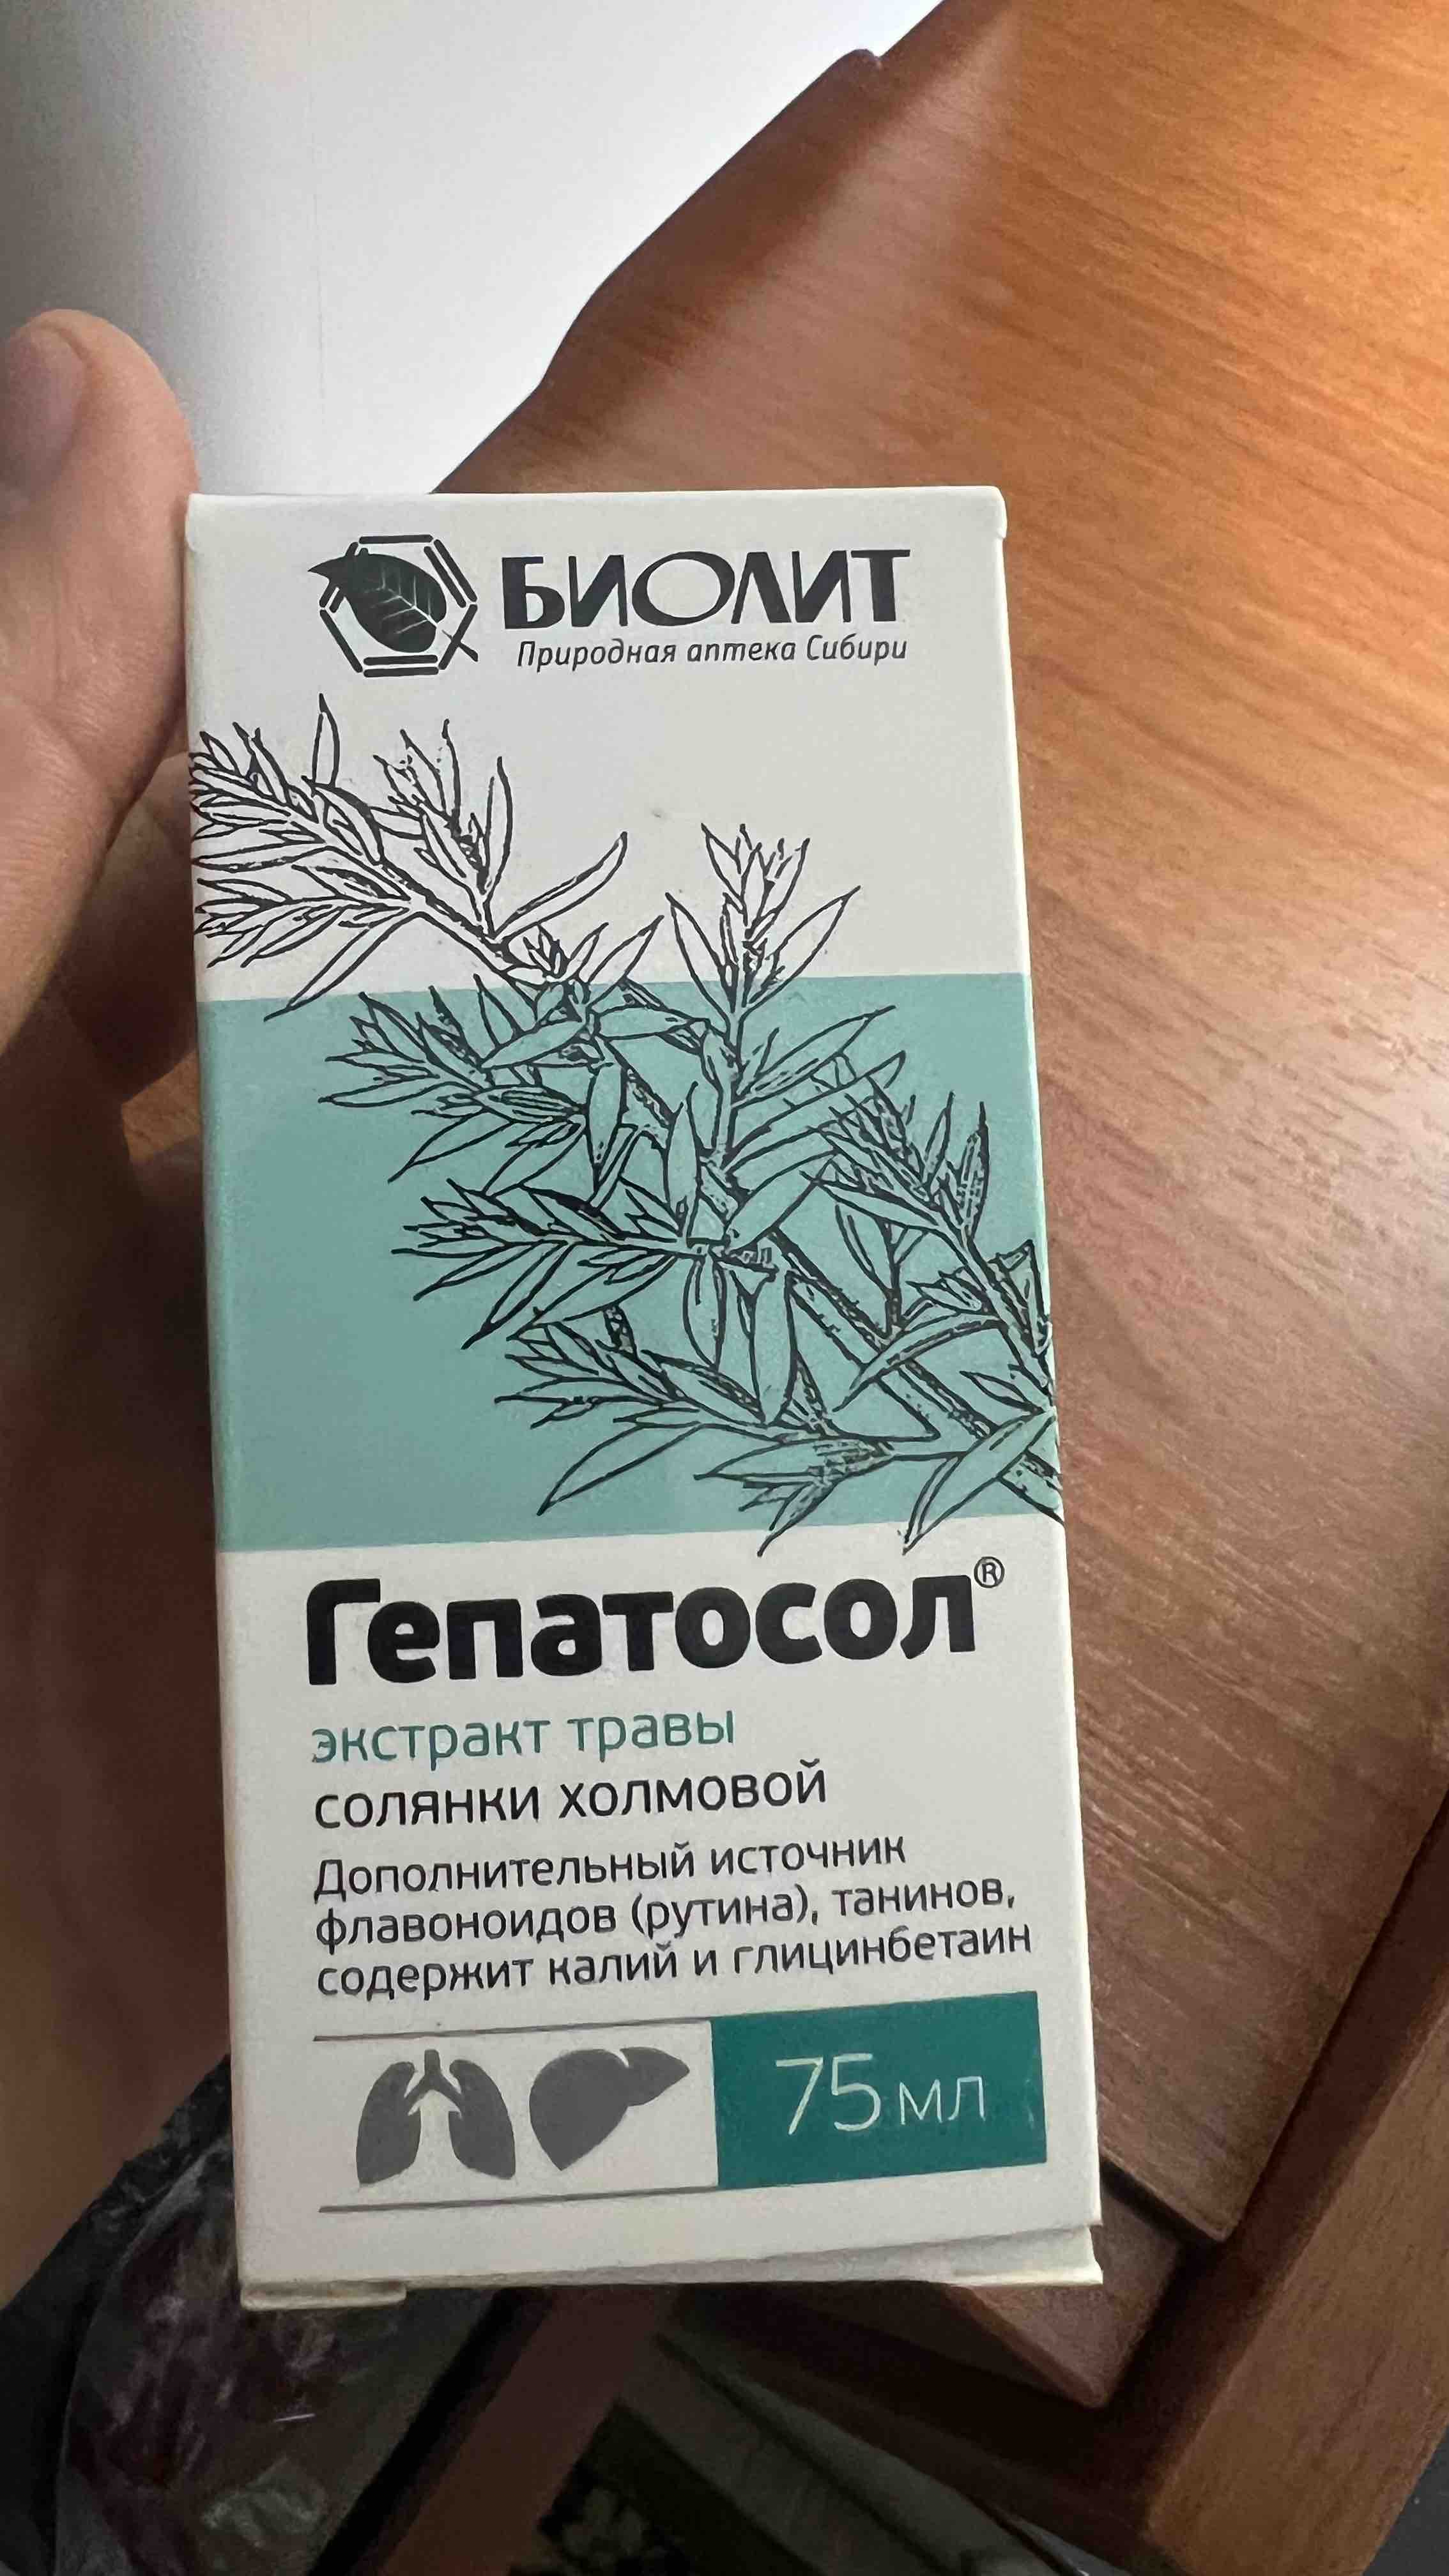 БИОЛИТ
Природная аптека Сибири
Гепатосол®
экстракт травы
солянки холмовой
Дополнительный источник
флавоноидов (рутина), танинов,
содержит калий и глицинбетаин
75 мл